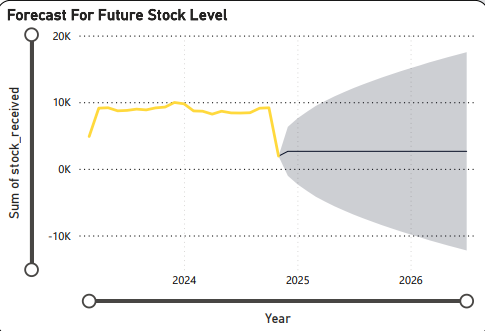 Forecast For Future Stock Level
20K
10K
0K
-10K
Sum of stock_received
2024
2025
2026
Year